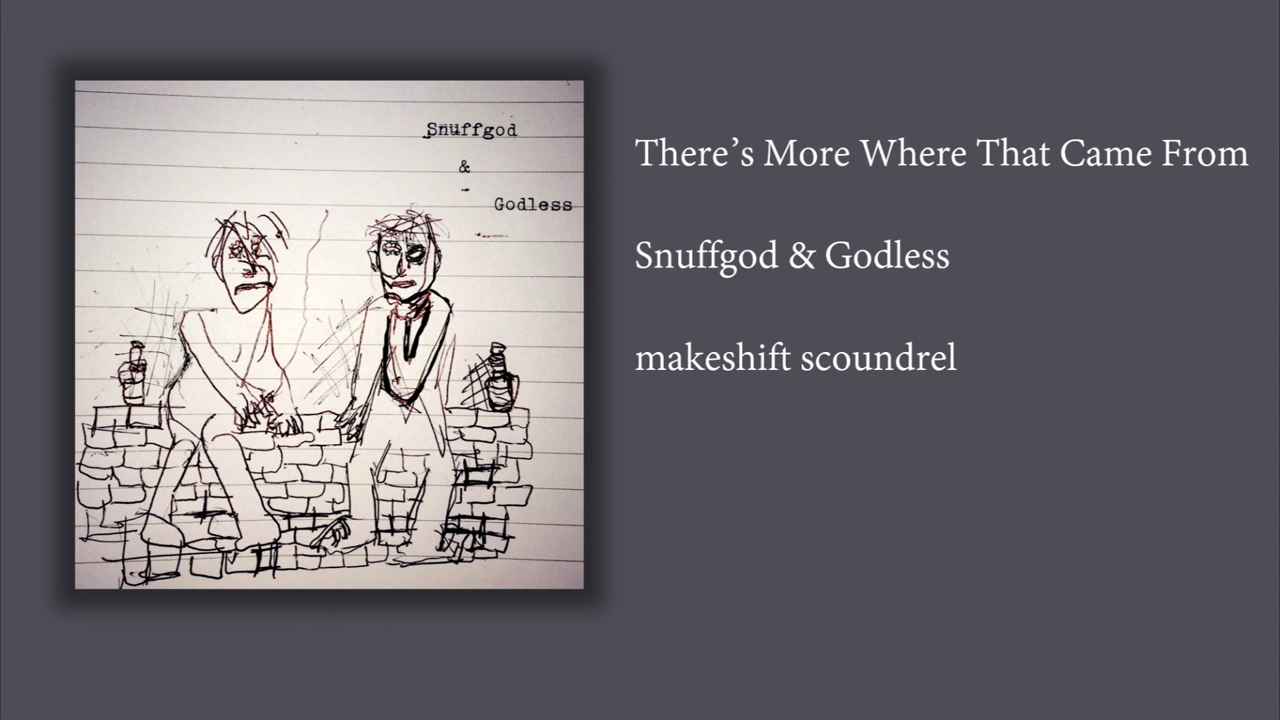 Snuffgod
&
Godless
There’s More Where That Came From
Snuffgod & Godless
makeshift scoundrel